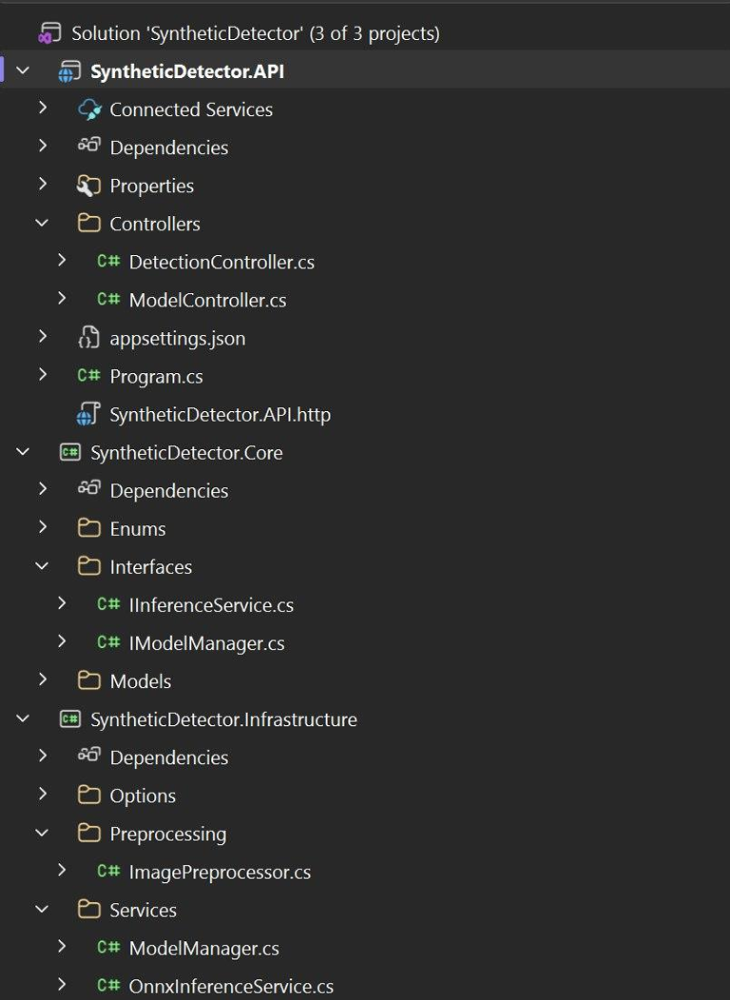 Solution 'SyntheticDetector' (3 of 3 projects)
SyntheticDetector.API
Connected Services
Dependencies
Properties
Controllers
C# DetectionController.cs
C# ModelController.cs
appsettings.json
C# Program.cs
SyntheticDetector.API.http
C# SyntheticDetector.Core
Dependencies
Enums
Interfaces
C# IInferenceService.cs
C# IModelManager.cs
Models
C# SyntheticDetector.Infrastructure
Dependencies
Options
Preprocessing
C# ImagePreprocessor.cs
Services
C# ModelManager.cs
C# OnnxInferenceService.cs